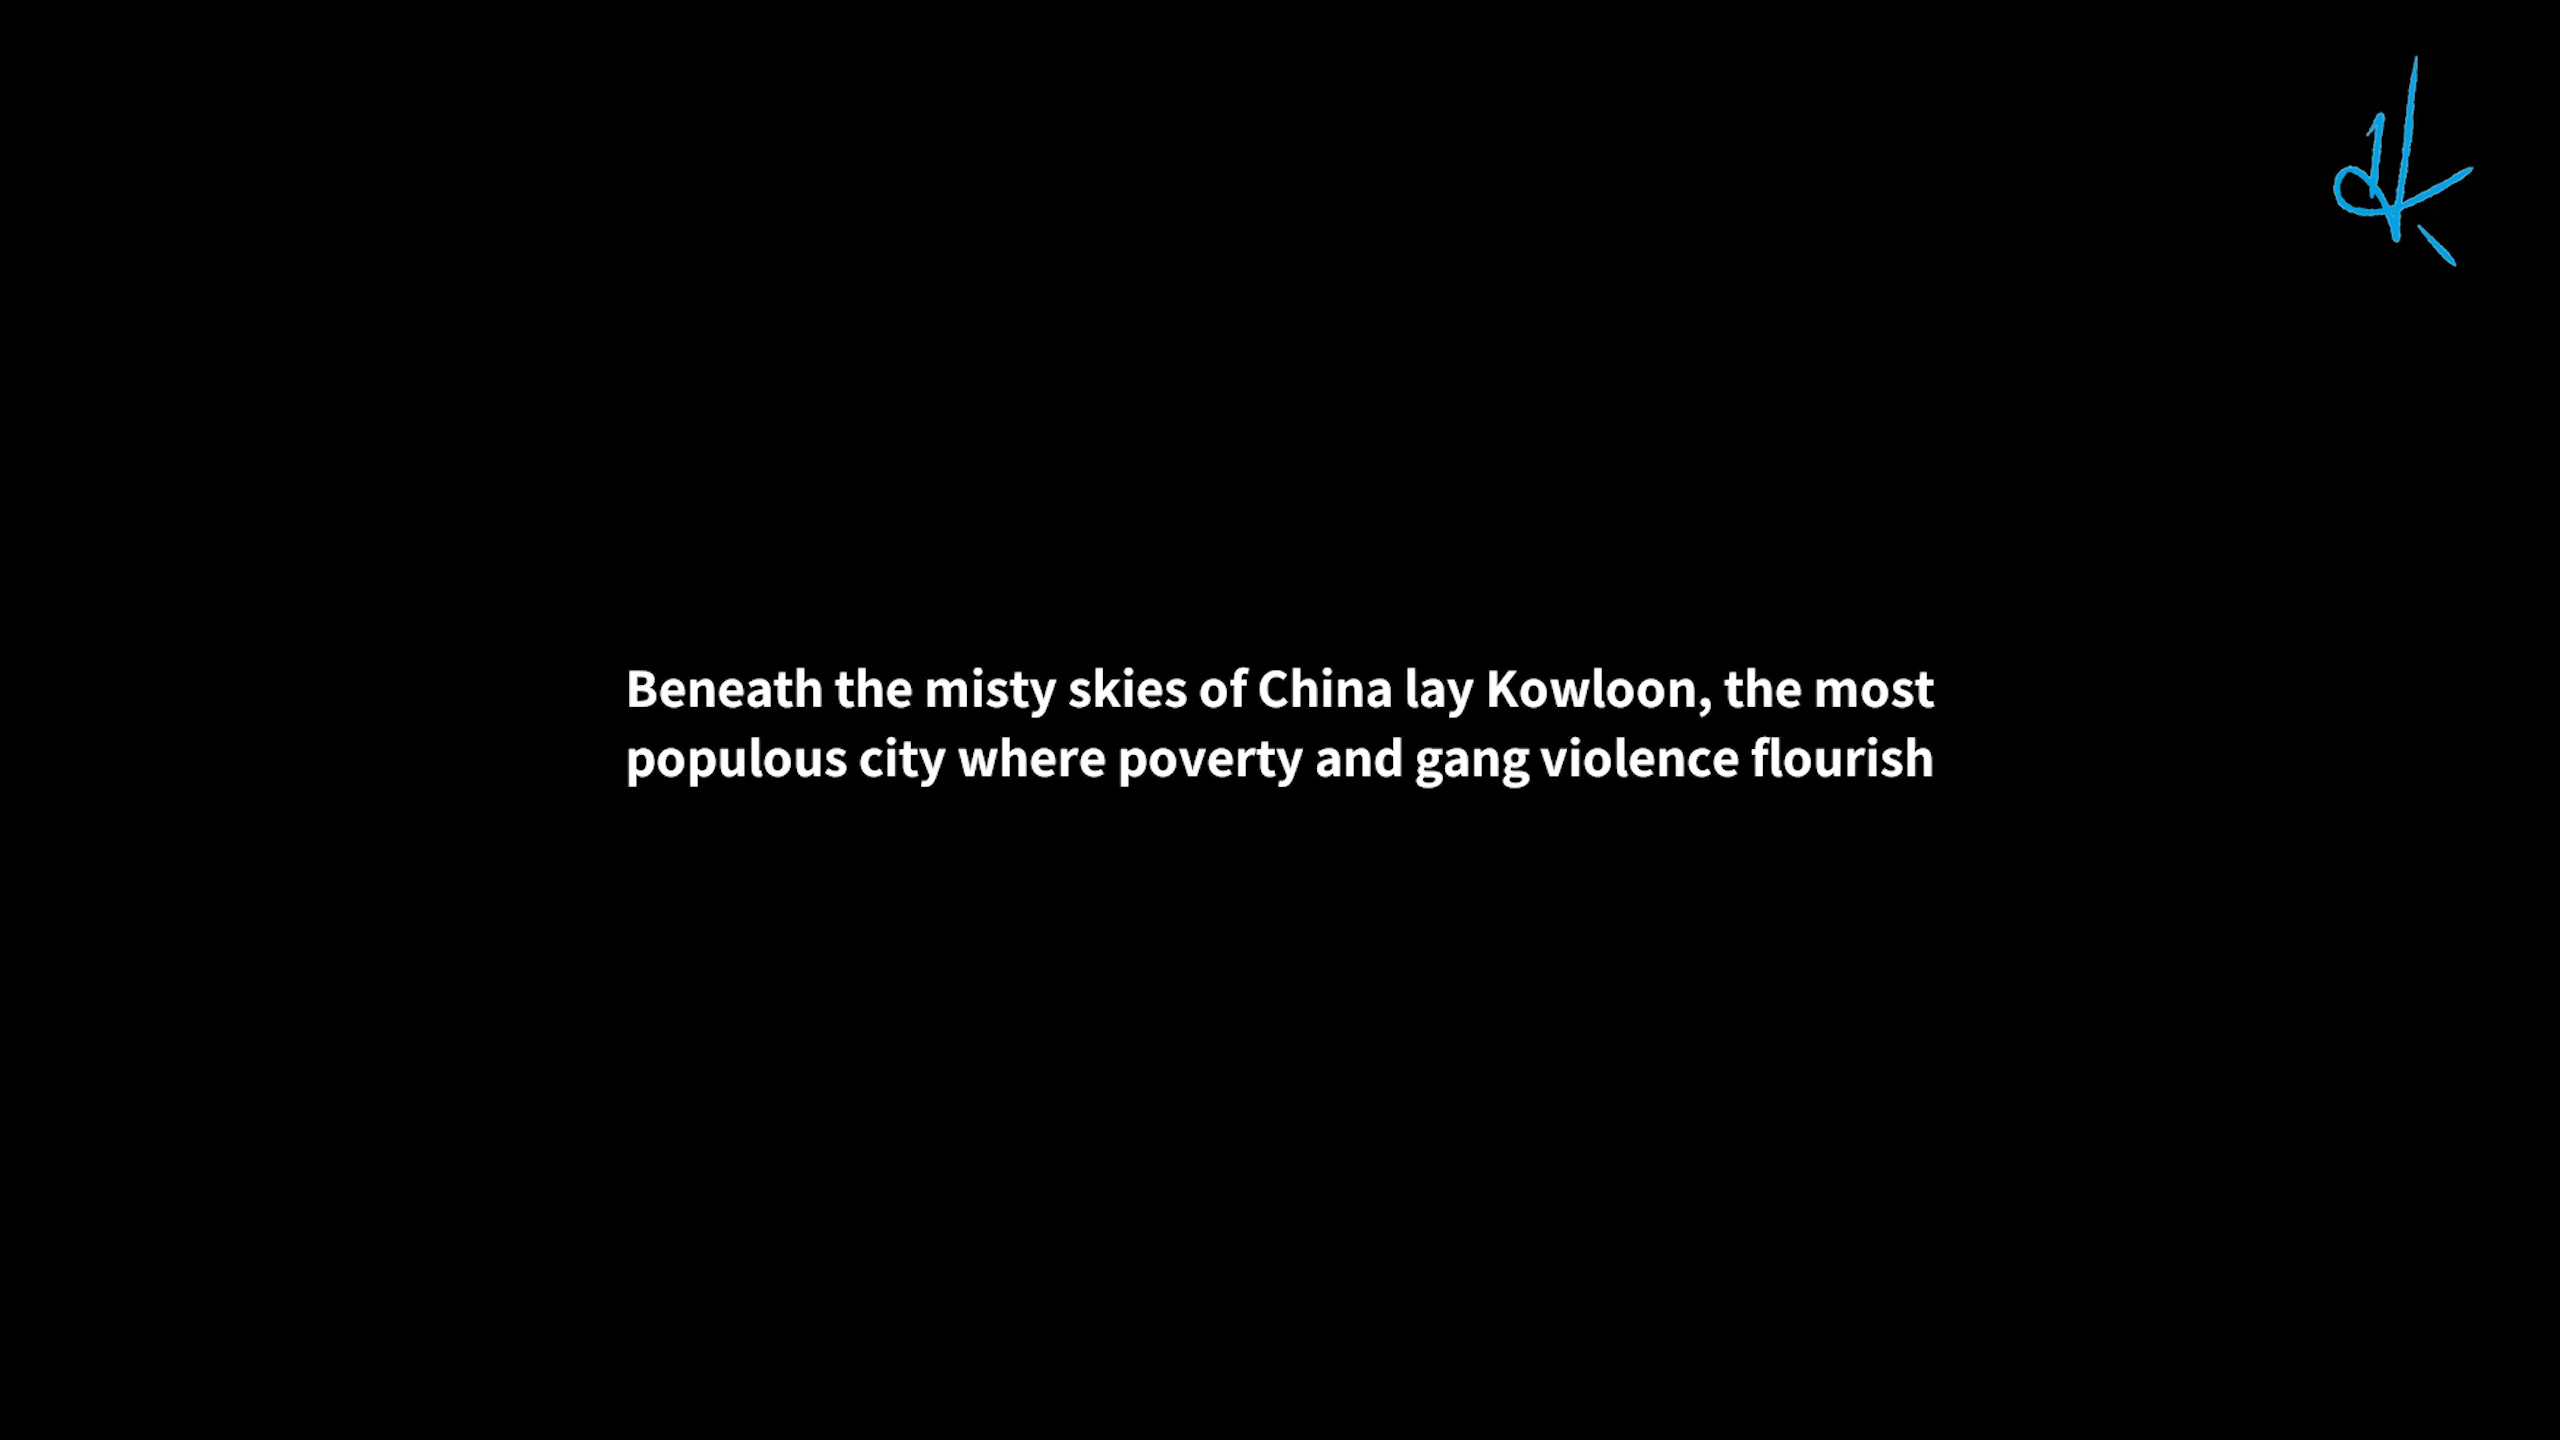 Beneath the misty skies of China lay Kowloon, the most
populous city where poverty and gang violence flourish